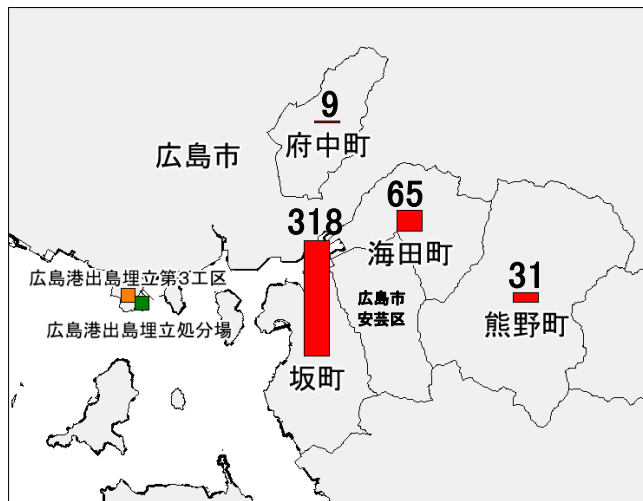 9
府中町
広島市
65
海田町
318
31
熊野町
広島港出島埋立第3工区
広島市
安芸区
広島港出島埋立処分場
坂町